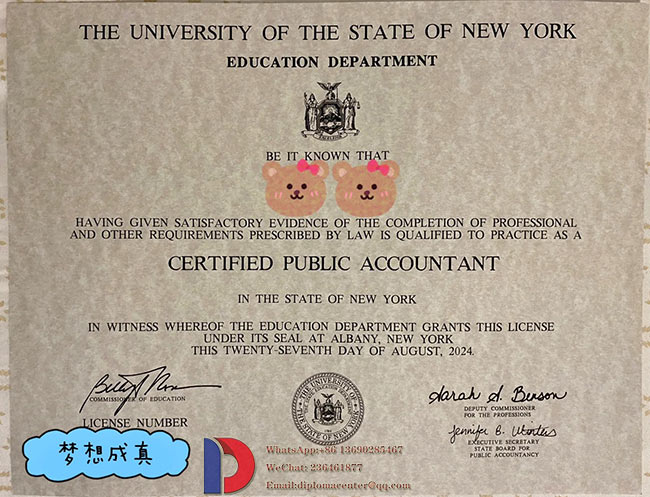 THE UNIVERSITY OF THE STATE OF NEW YORK
EDUCATION DEPARTMENT
EXCELSIOR
BE IT KNOWN THAT
HAVING GIVEN SATISFACTORY EVIDENCE OF THE COMPLETION OF PROFESSIONAL
AND OTHER REQUIREMENTS PRESCRIBED BY LAW IS QUALIFIED TO PRACTICE AS A
CERTIFIED PUBLIC ACCOUNTANT
IN THE STATE OF NEW YORK
IN WITNESS WHEREOF THE EDUCATION DEPARTMENT GRANTS THIS LICENSE
UNDER ITS SEAL AT ALBANY, NEW YORK
THIS TWENTY-SEVENTH DAY OF AUGUST, 2024.
COMMISSIONER OF EDUCATION
LICENSE NUMBER
梦想成真
THE UNIVERSITY OF
THE STATE OF NEW YORK
Sarah S. Benson
DEPUTY COMMISSIONER
FOR THE PROFESSIONS
Jennifer B.
EXECUTIVE SECRETARY
STATE BOARD FOR
PUBLIC ACCOUNTANCY
WhatsApp:+86 13690285467
WeChat: 236461877
Email:diplomacenter@qq.com